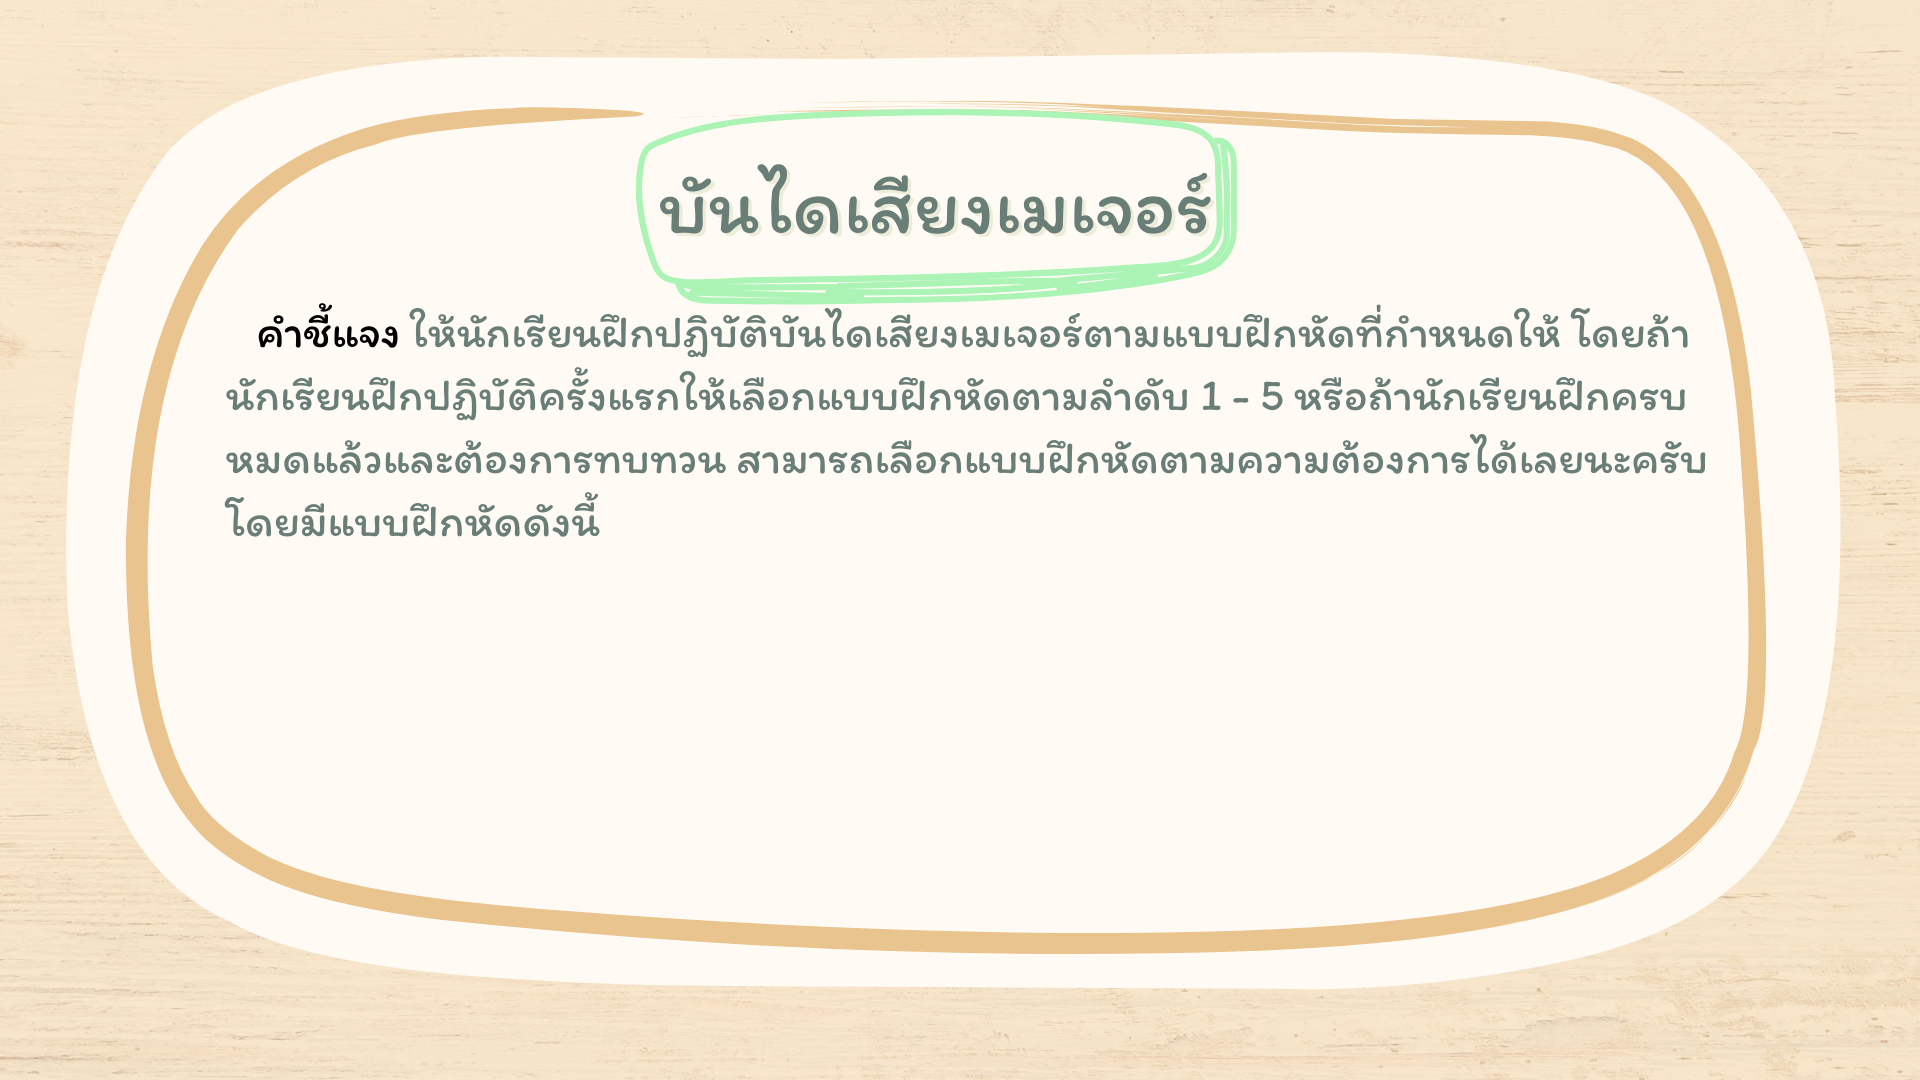 บันไดเสียงเมเจอร์
คำชี้แจง ให้นักเรียนฝึกปฏิบัติบันไดเสียงเมเจอร์ตามแบบฝึกหัดที่กำหนดให้ โดยถ้า
นักเรียนฝึกปฏิบัติครั้งแรกให้เลือกแบบฝึกหัดตามลำดับ 1 - 5 หรือถ้านักเรียนฝึกครบ
หมดแล้วและต้องการทบทวน สามารถเลือกแบบฝึกหัดตามความต้องการได้เลยนะครับ
โดยมีแบบฝึกหัดดังนี้